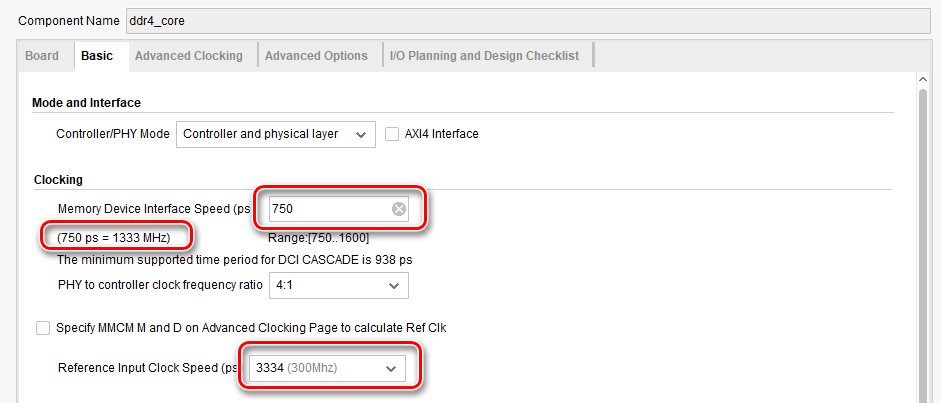 Component Name ddr4_core
Board Basic Advanced Clocking Advanced Options I/O Planning and Design Checklist
Mode and Interface
Controller/PHY Mode Controller and physical layer AXI4 Interface
Clocking
Memory Device Interface Speed (ps 750
(750 ps = 1333 MHz) Range:[750..1600]
The minimum supported time period for DCI CASCADE is 938 ps
PHY to controller clock frequency ratio 4:1
Specify MMCM M and D on Advanced Clocking Page to calculate Ref Clk
Reference Input Clock Speed (ps 3334 (300Mhz)